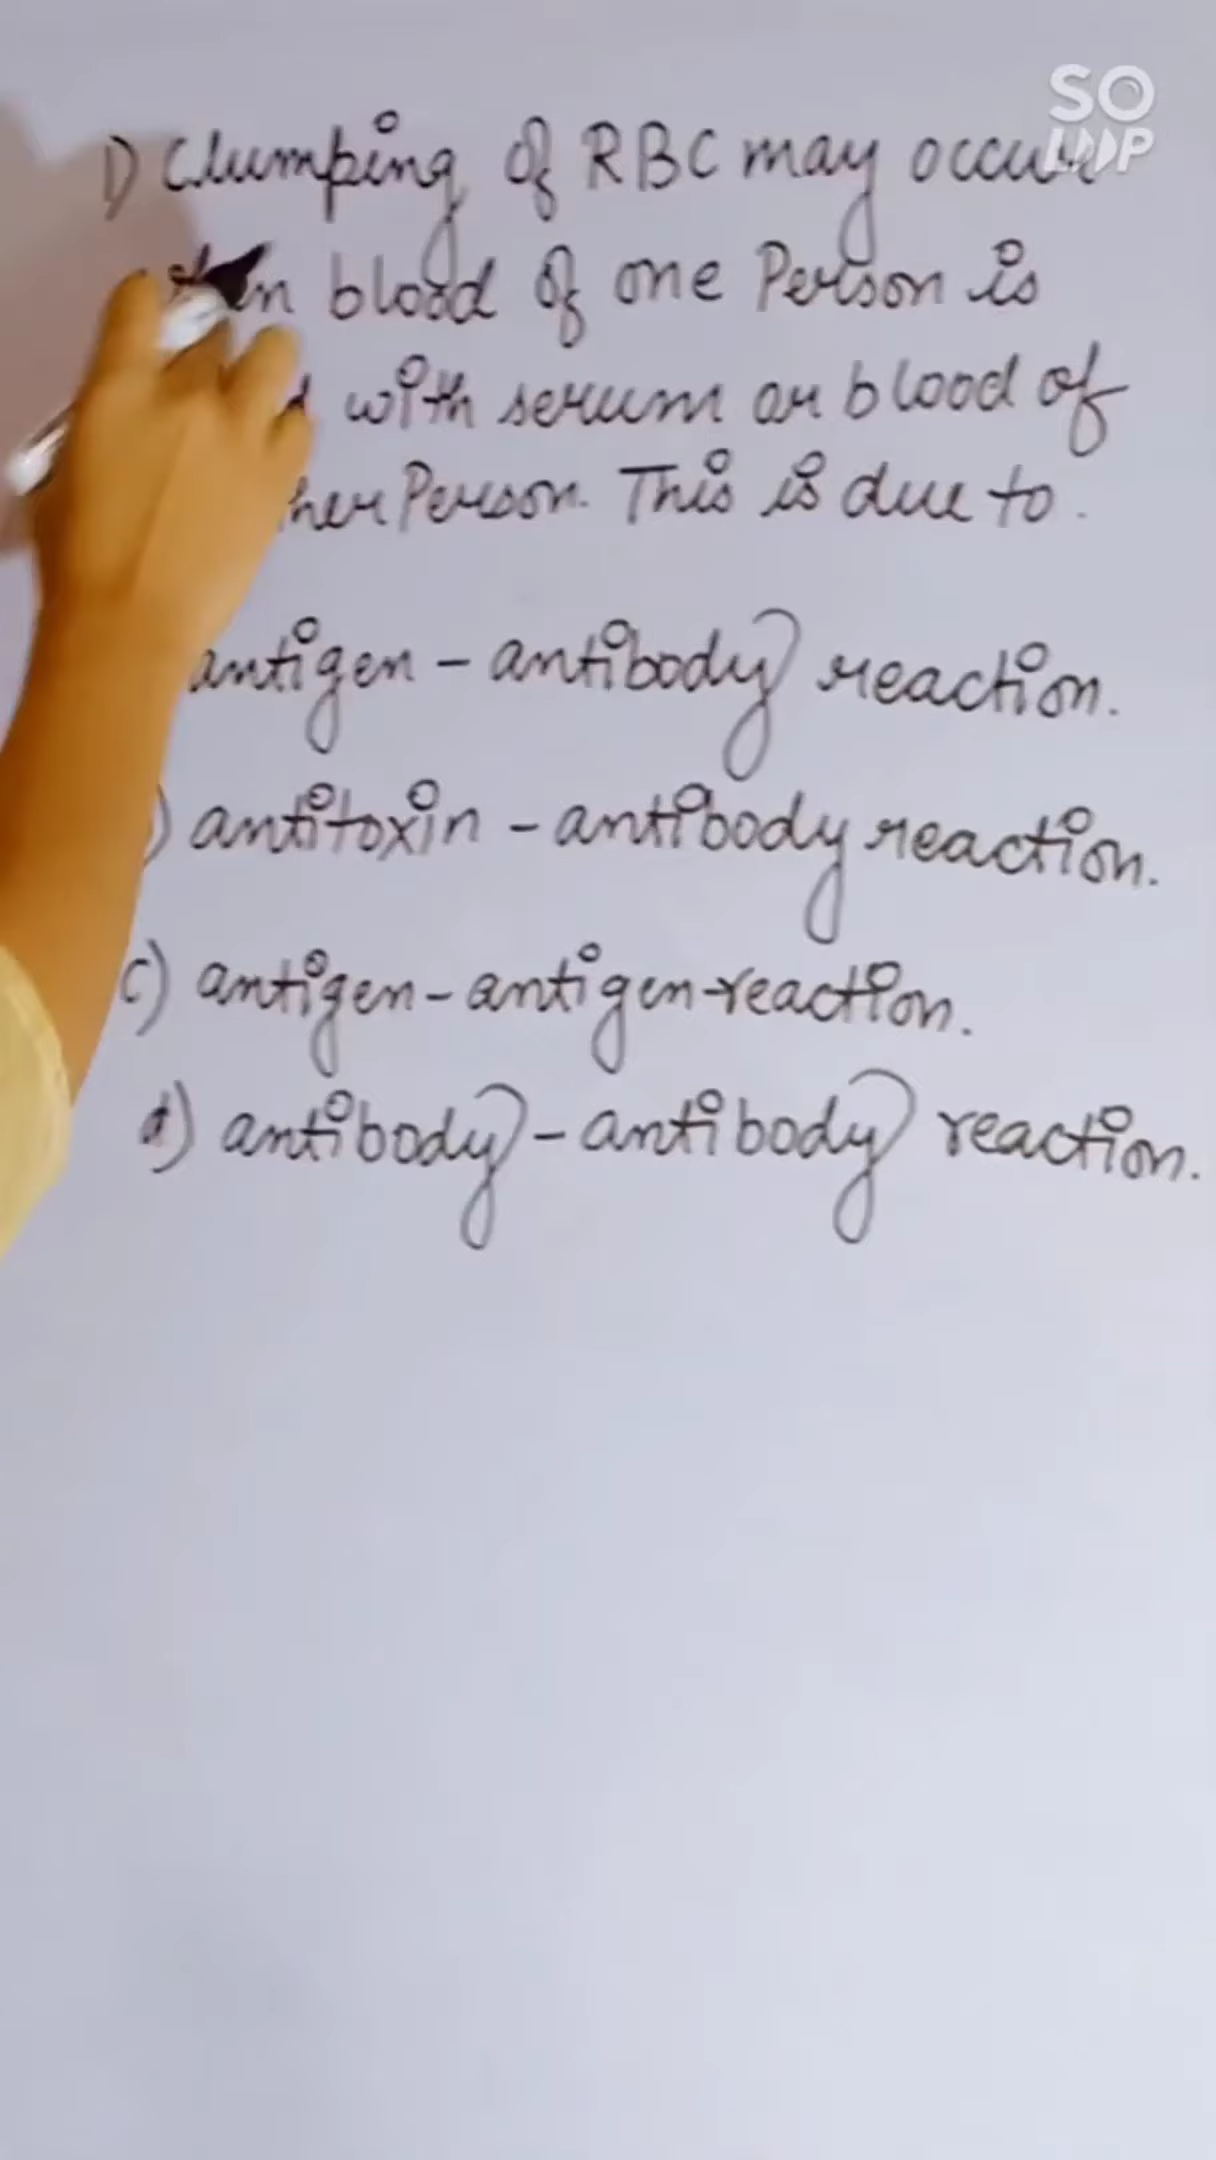 SO
LOOP
1) Clumping of RBC may occur
blood of one Person is
with serum or blood of
Person. This is due to.
antigen - antibody reaction.
) antitoxin - antibody reaction.
c) antigen - antigen-reaction.
d) antibody - antibody reaction.